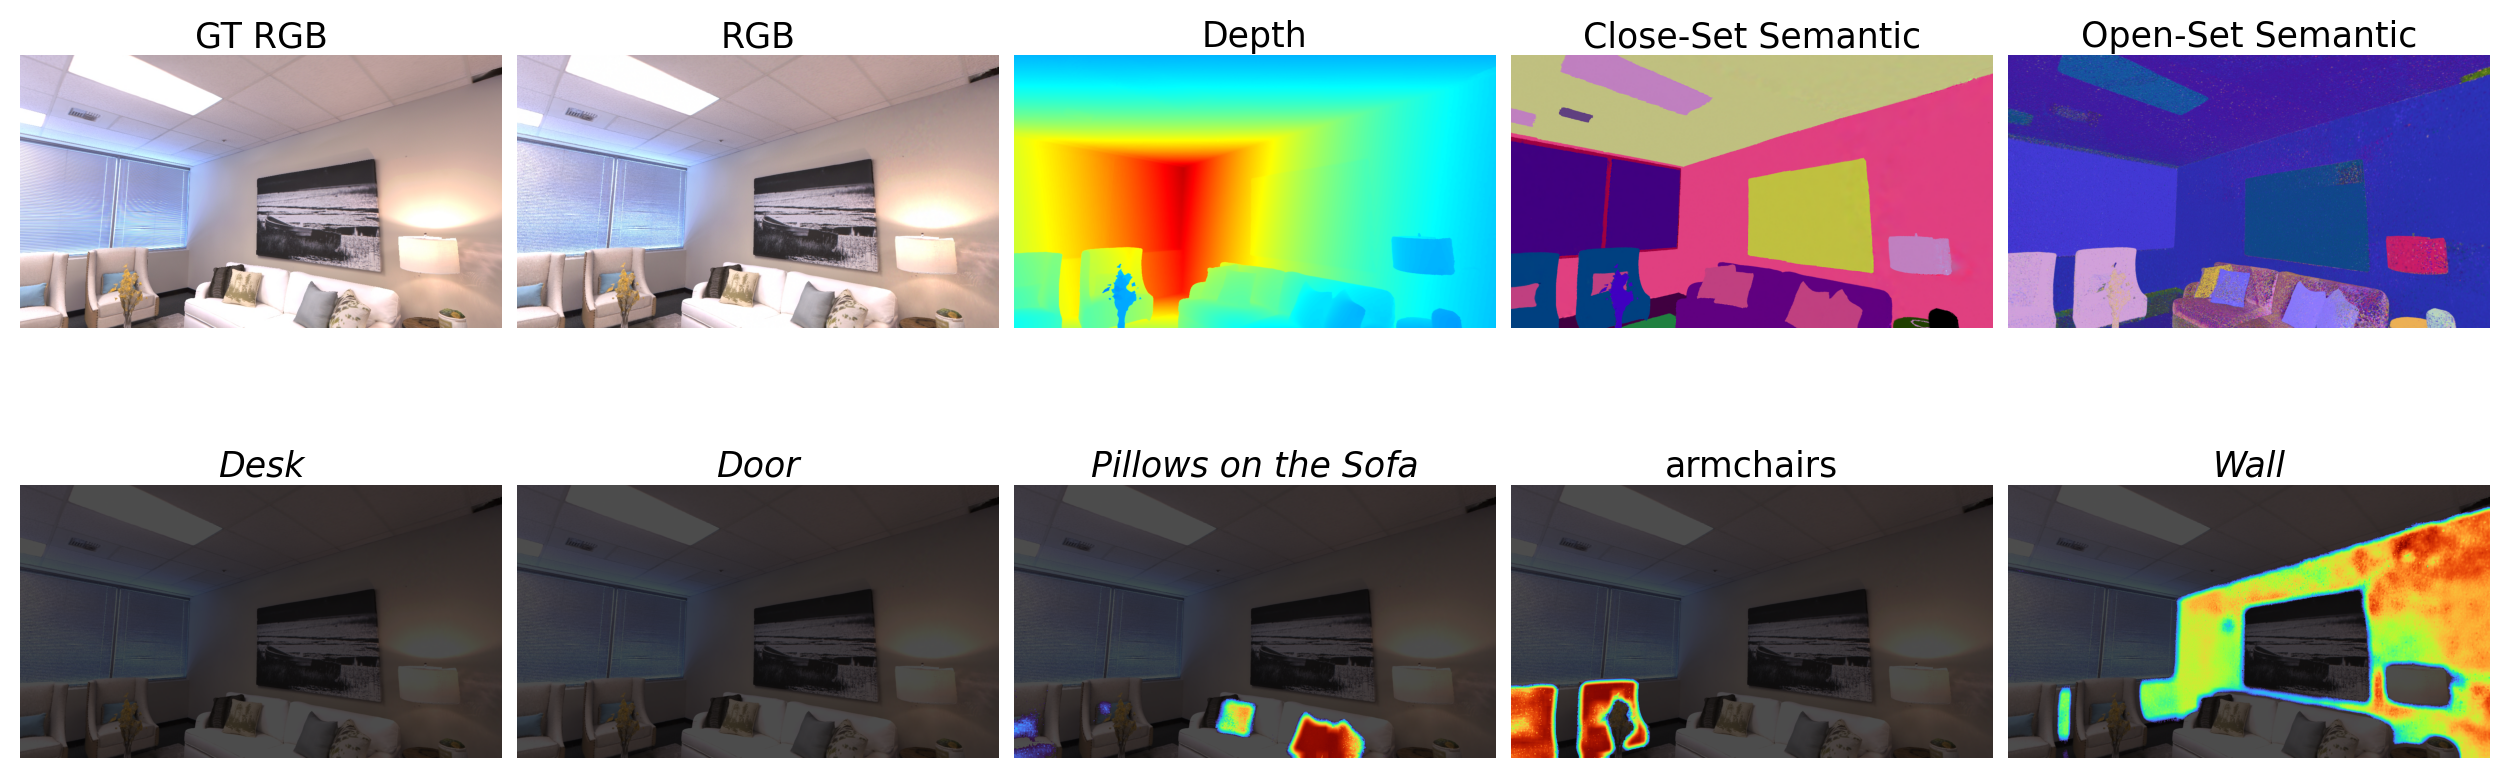 GT RGB
RGB
Depth
Close-Set Semantic
Open-Set Semantic
Desk
Door
Pillows on the Sofa
armchairs
Wall